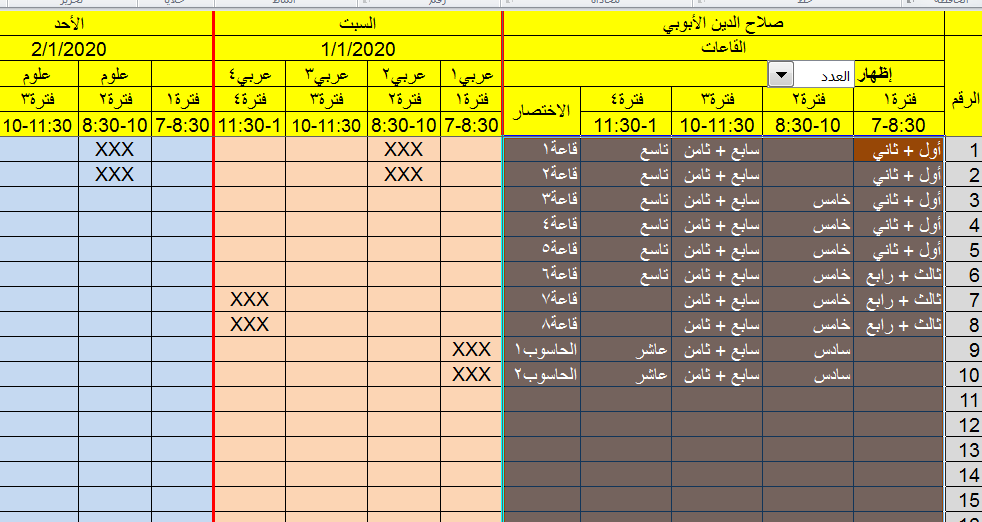 صلاح الدين الأيوبي السبت الأحد
القاعات 1/1/2020 2/1/2020
الرقم إظهار العدد عربي١ عربي٢ عربي٣ عربي٤ علوم علوم
فترة١ فترة٢ فترة٣ فترة٤ الاختصار فترة١ فترة٢ فترة٣ فترة٤ فترة١ فترة٢ فترة٣
7-8:30 8:30-10 10-11:30 11:30-1 7-8:30 8:30-10 10-11:30 11:30-1 7-8:30 8:30-10 10-11:30
1 أول + ثاني سابع + ثامن تاسع قاعة١ XXX XXX
2 أول + ثاني سابع + ثامن تاسع قاعة٢ XXX XXX
3 أول + ثاني خامس سابع + ثامن تاسع قاعة٣
4 أول + ثاني خامس سابع + ثامن تاسع قاعة٤
5 أول + ثاني خامس سابع + ثامن تاسع قاعة٥
6 ثالث + رابع خامس سابع + ثامن تاسع قاعة٦
7 ثالث + رابع خامس سابع + ثامن قاعة٧ XXX
8 ثالث + رابع خامس سابع + ثامن قاعة٨ XXX
9 سادس سابع + ثامن عاشر الحاسوب١ XXX
10 سادس سابع + ثامن عاشر الحاسوب٢ XXX
11
12
13
14
15